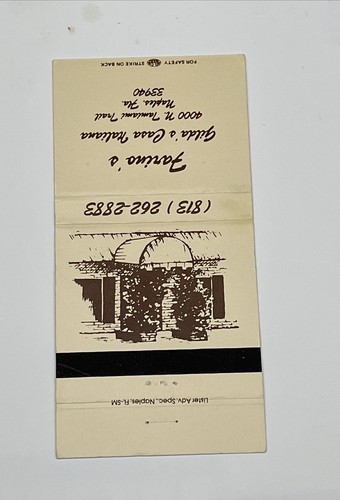 Lister Adv. Spec., Naples, FL-SM
(813) 262-2883
Farino's
Gilda's Casa Italiana
4000 N. Tamiami Trail
Naples, Fla.
33940
FOR SAFETY STRIKE ON BACK